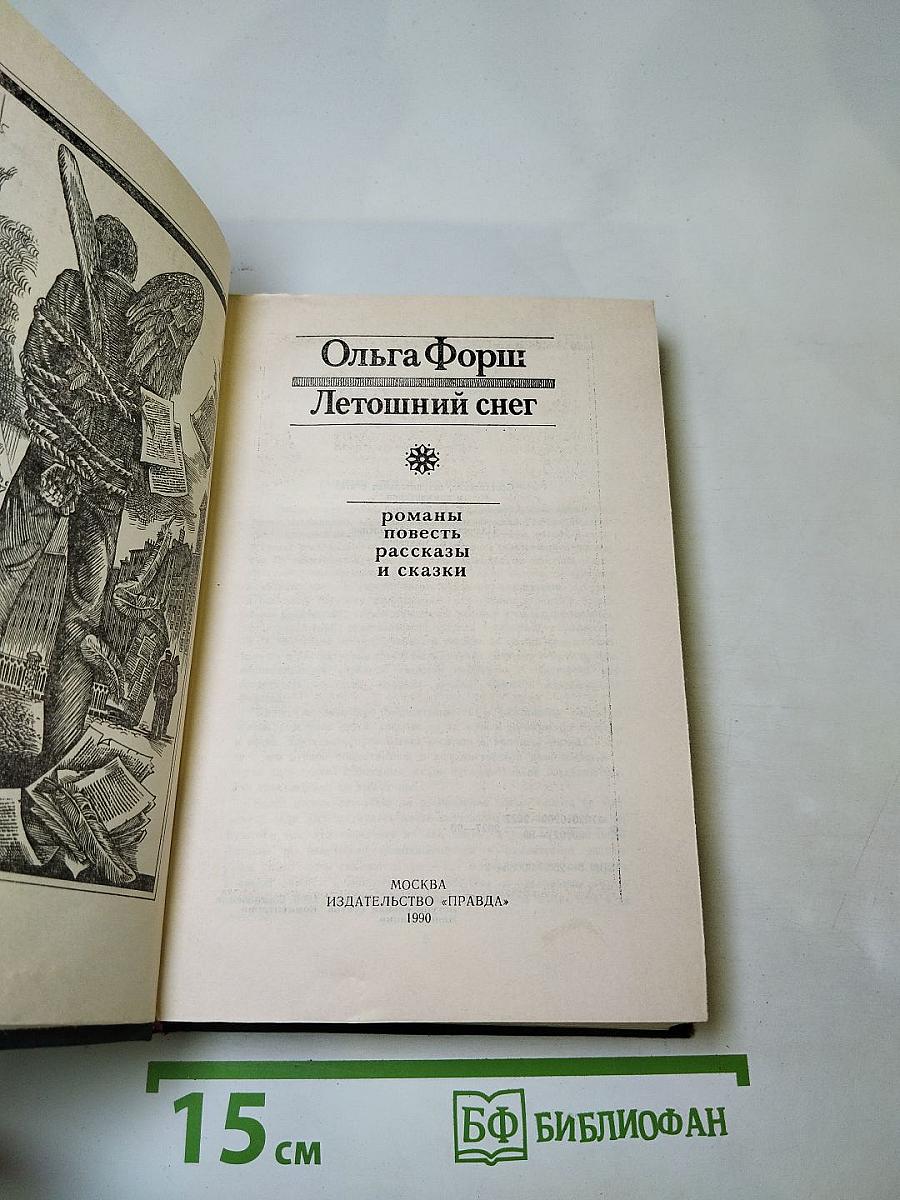 Ольга Форш
Летошний снег
романы
повесть
рассказы
и сказки
МОСКВА
ИЗДАТЕЛЬСТВО «ПРАВДА»
1990
15 см
БФ БИБЛИОФАН